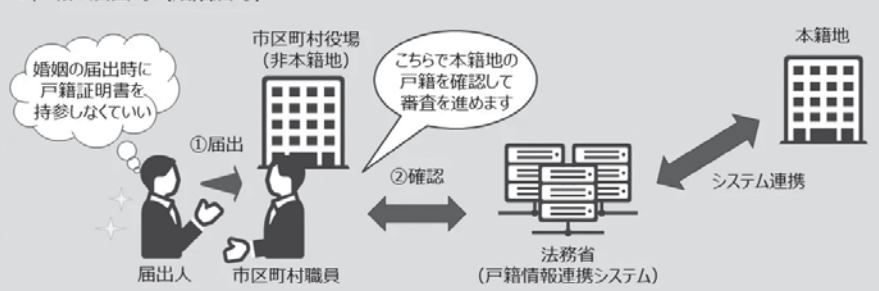 市区町村役場
(非本籍地)
本籍地
婚姻の届出時に
戸籍証明書を
持参しなくていい
こちらで本籍地の
戸籍を確認して
審査を進めます
①届出
②確認
システム連携
届出人
市区町村職員
法務省
(戸籍情報連携システム)